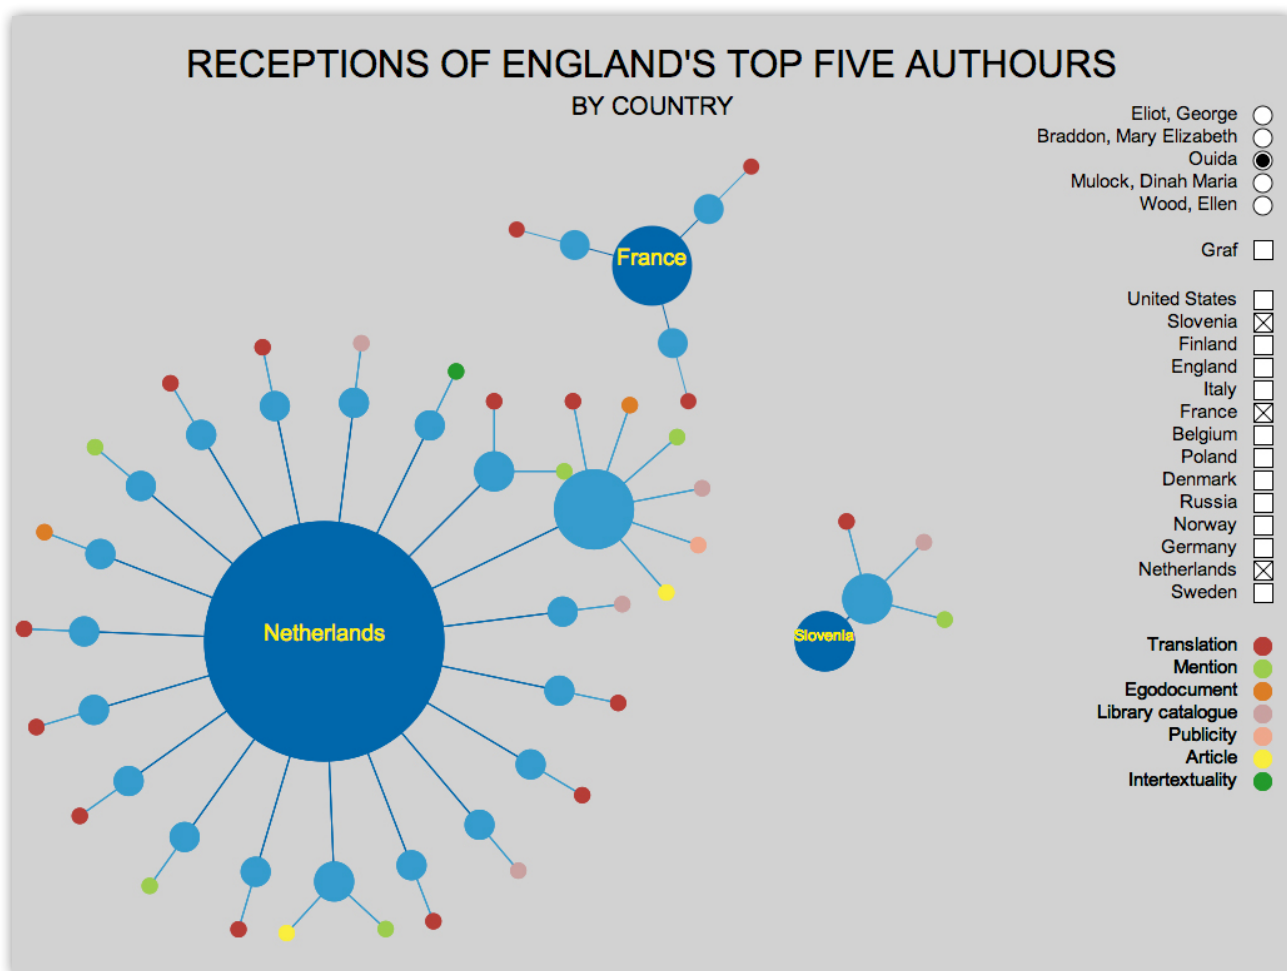 RECEPTIONS OF ENGLAND'S TOP FIVE AUTHOURS
BY COUNTRY
Eliot, George
Braddon, Mary Elizabeth
Ouida
Mulock, Dinah Maria
Wood, Ellen
Graf
United States
Slovenia
Finland
England
Italy
France
Belgium
Poland
Denmark
Russia
Norway
Germany
Netherlands
Sweden
Translation
Mention
Egodocument
Library catalogue
Publicity
Article
Intertextuality
France
Netherlands
Slovenia